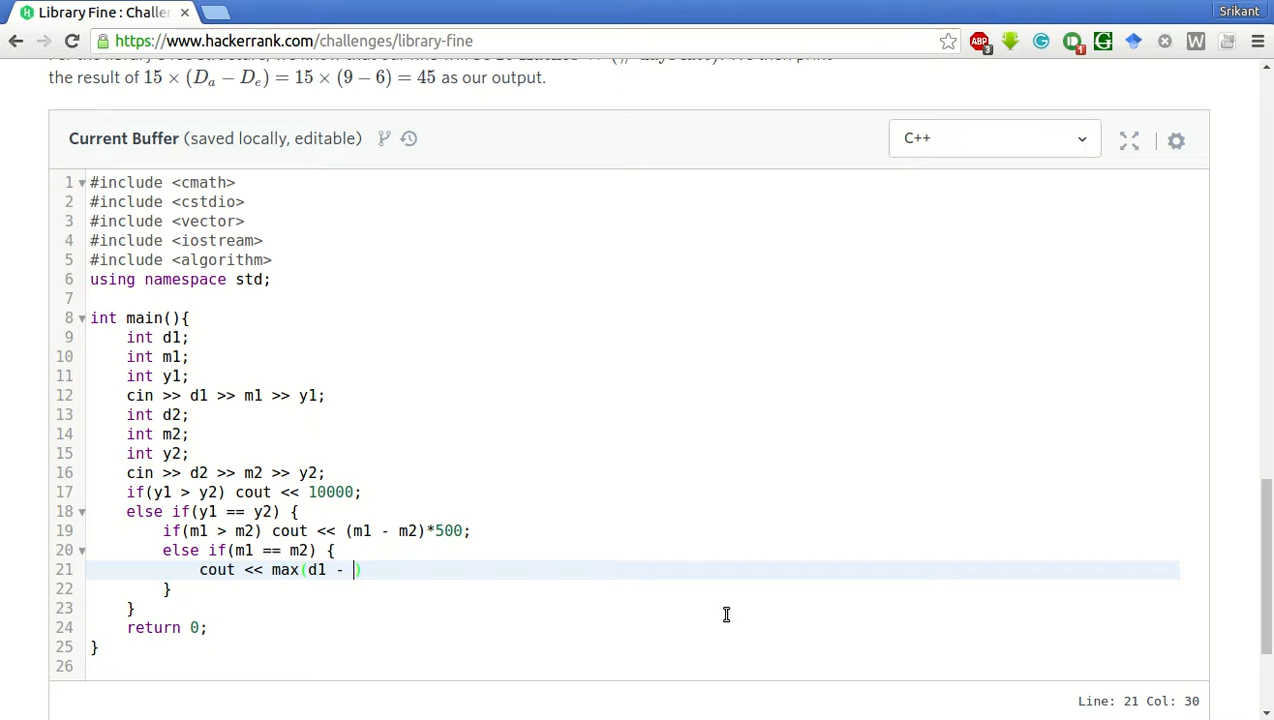 Library Fine : Challer
Srikant
https://www.hackerrank.com/challenges/library-fine
ABP
3
1
G
W
the result of 15 × (Da − De) = 15 × (9 − 6) = 45 as our output.
Current Buffer (saved locally, editable)
C++
1 #include <cmath>
2 #include <cstdio>
3 #include <vector>
4 #include <iostream>
5 #include <algorithm>
6 using namespace std;
7
8 int main(){
9 int d1;
10 int m1;
11 int y1;
12 cin >> d1 >> m1 >> y1;
13 int d2;
14 int m2;
15 int y2;
16 cin >> d2 >> m2 >> y2;
17 if(y1 > y2) cout << 10000;
18 else if(y1 == y2) {
19 if(m1 > m2) cout << (m1 - m2)*500;
20 else if(m1 == m2) {
21 cout << max(d1 - )
22 }
23 }
24 return 0;
25 }
26
Line: 21 Col: 30